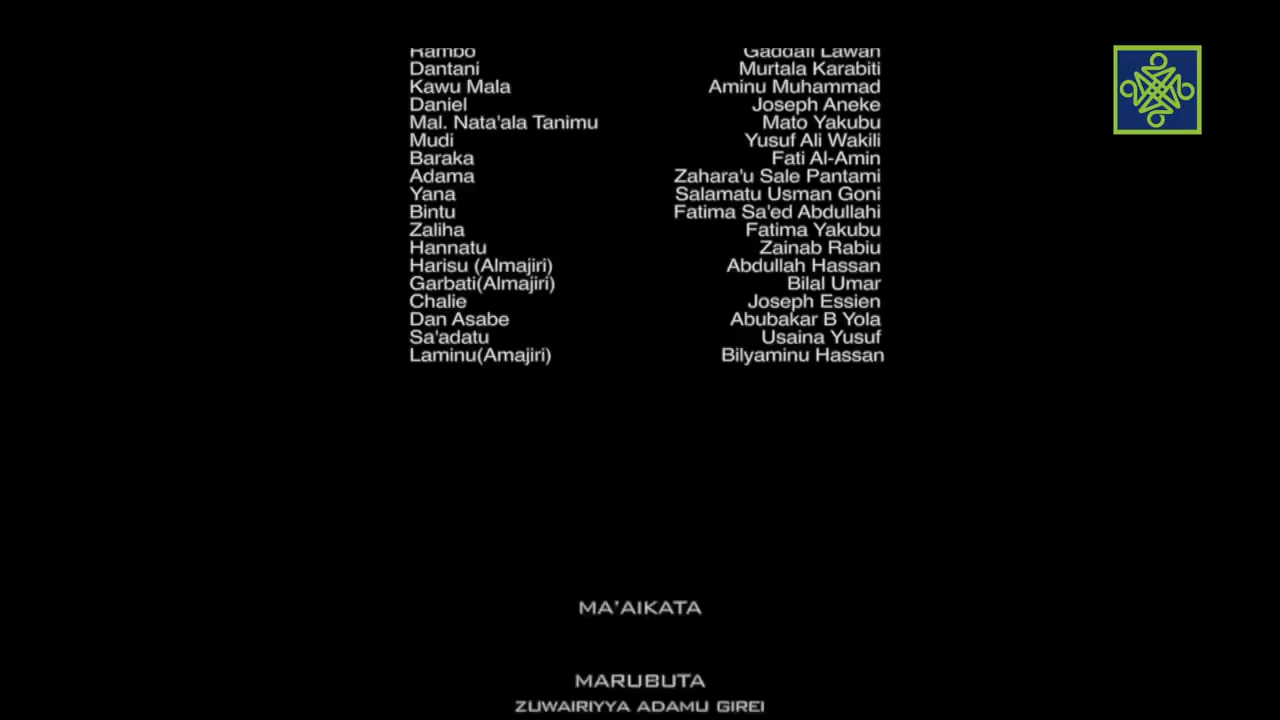 Rambo Gaddafi Lawan
Dantani Murtala Karabiti
Kawu Mala Aminu Muhammad
Daniel Joseph Aneke
Mal. Nata'ala Tanimu Mato Yakubu
Mudi Yusuf Ali Wakili
Baraka Fati Al-Amin
Adama Zahara'u Sale Pantami
Yana Salamatu Usman Goni
Bintu Fatima Sa'ed Abdullahi
Zaliha Fatima Yakubu
Hannatu Zainab Rabiu
Harisu (Almajiri) Abdullah Hassan
Garbati(Almajiri) Bilal Umar
Chalie Joseph Essien
Dan Asabe Abubakar B Yola
Sa'adatu Usaina Yusuf
Laminu(Amajiri) Bilyaminu Hassan
MA'AIKATA
MARUBUTA
ZUWAIRIYYA ADAMU GIREI